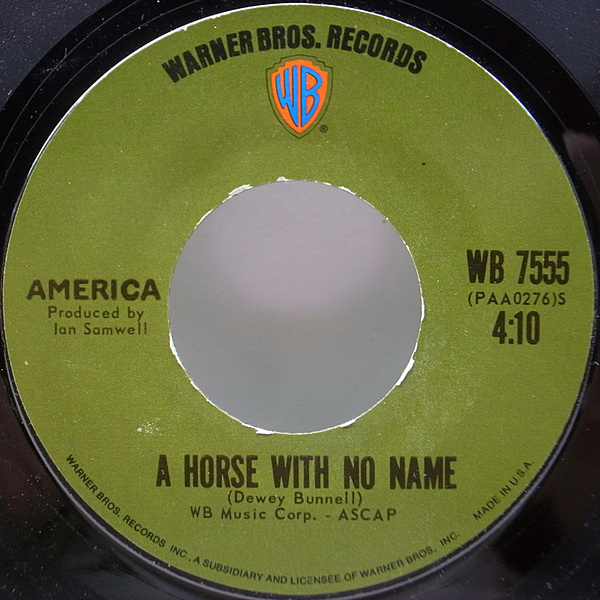 WARNER BROS. RECORDS
WB
®
AMERICA
Produced by
Ian Samwell
WB 7555
(PAA0276)S
4:10
A HORSE WITH NO NAME
(Dewey Bunnell)
WB Music Corp. - ASCAP
WARNER BROS. RECORDS INC., A SUBSIDIARY AND LICENSEE OF WARNER BROS. INC. MADE IN U.S.A.